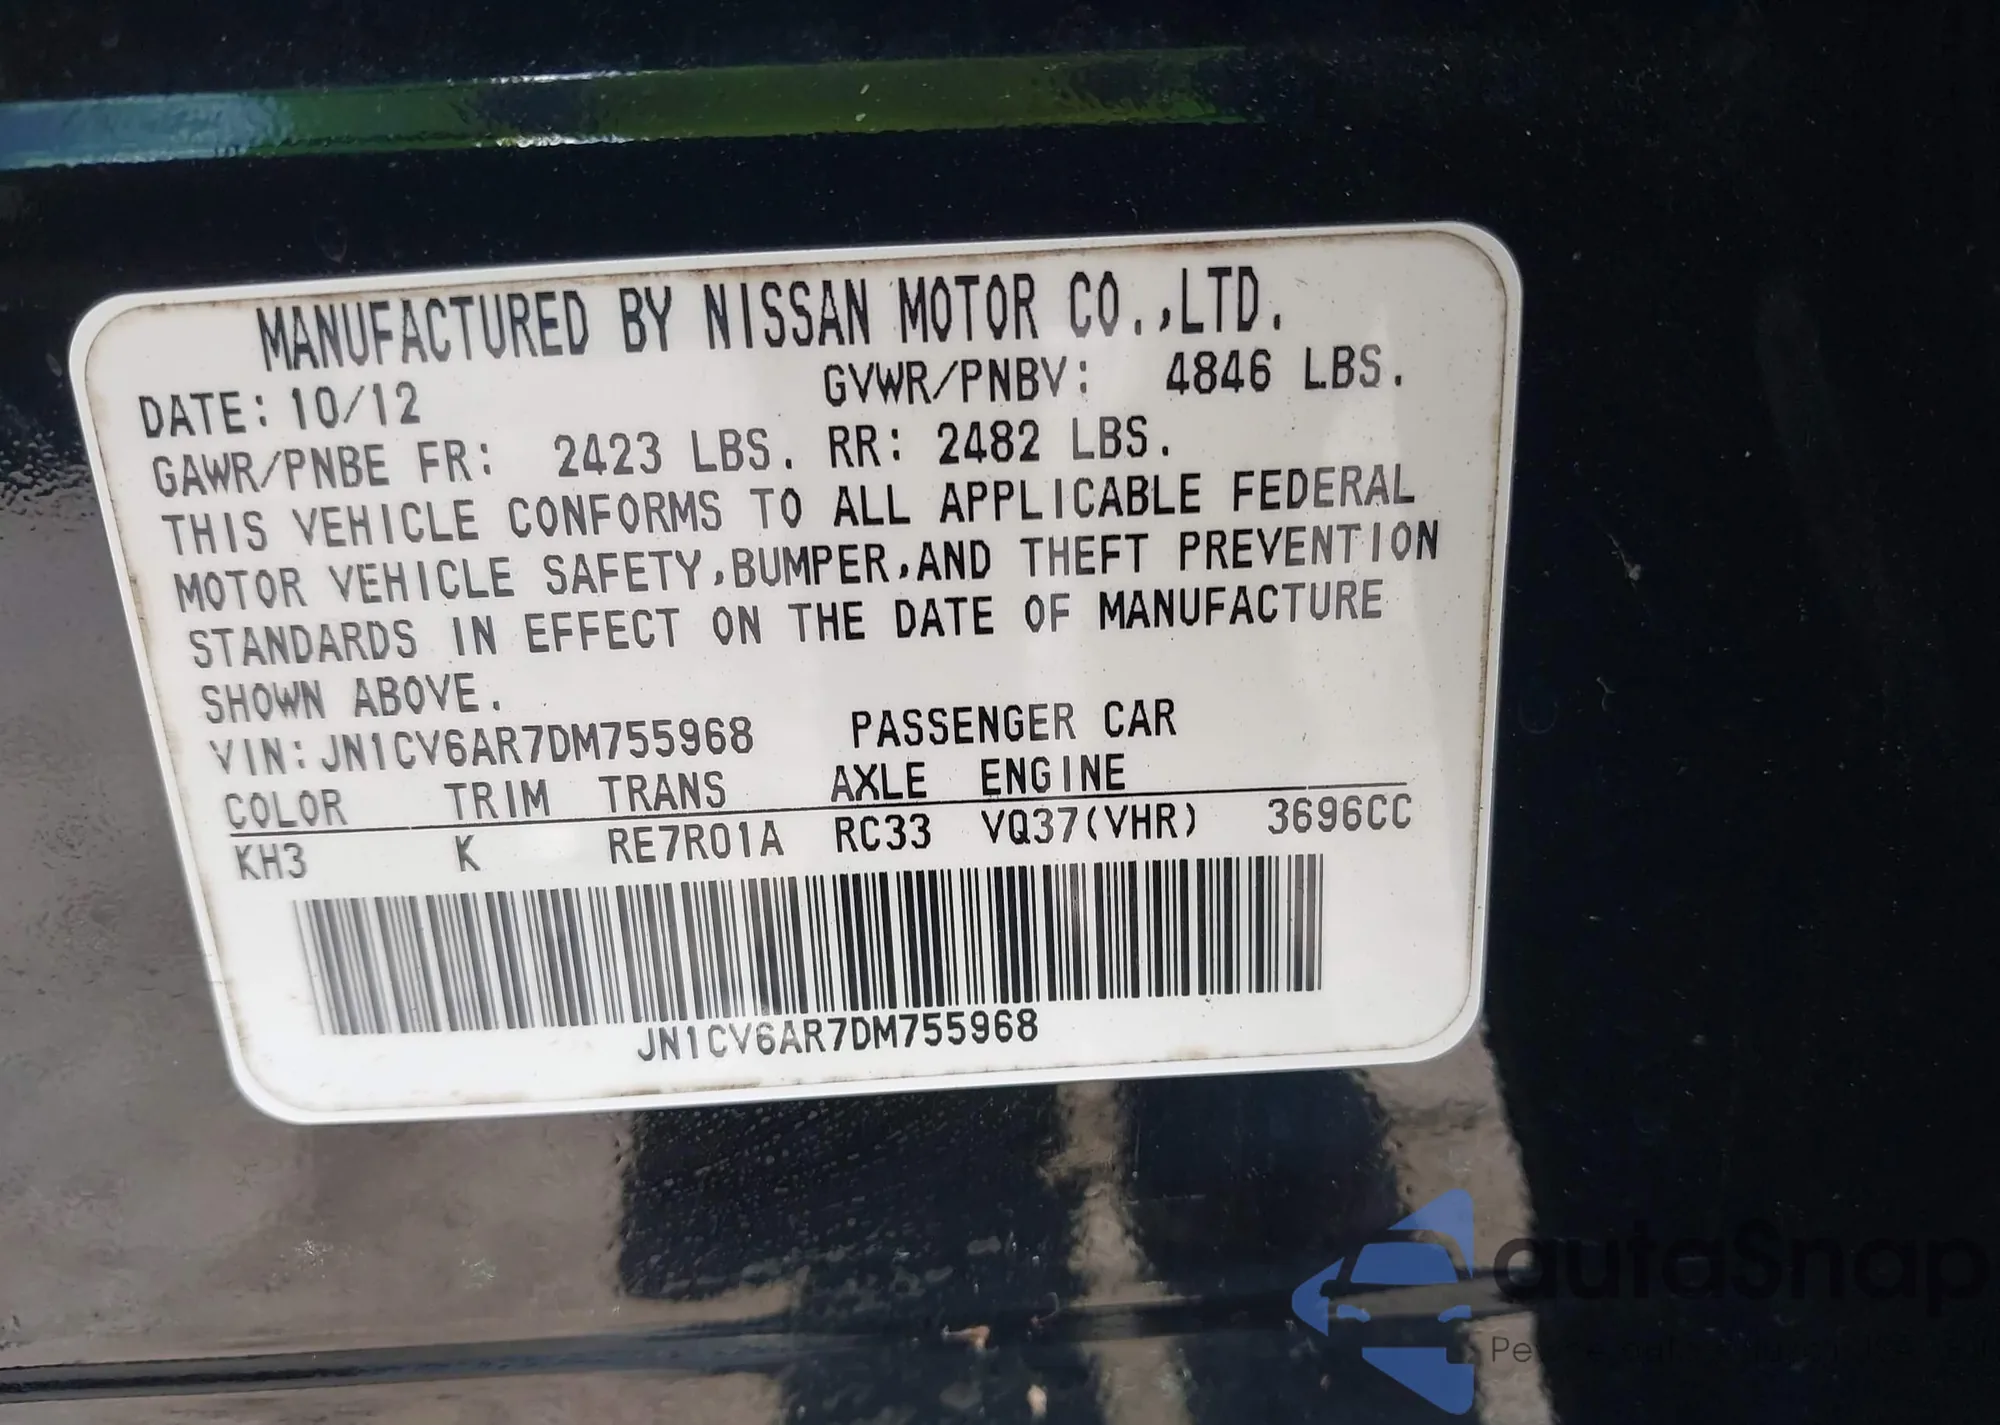 MANUFACTURED BY NISSAN MOTOR CO.,LTD.
DATE: 10/12 GVWR/PNBV: 4846 LBS.
GAWR/PNBE FR: 2423 LBS. RR: 2482 LBS.
THIS VEHICLE CONFORMS TO ALL APPLICABLE FEDERAL
MOTOR VEHICLE SAFETY,BUMPER,AND THEFT PREVENTION
STANDARDS IN EFFECT ON THE DATE OF MANUFACTURE
SHOWN ABOVE.
VIN:JN1CV6AR7DM755968 PASSENGER CAR
COLOR TRIM TRANS AXLE ENGINE
KH3 K RE7R01A RC33 VQ37(VHR) 3696CC
JN1CV6AR7DM755968
autaSnap